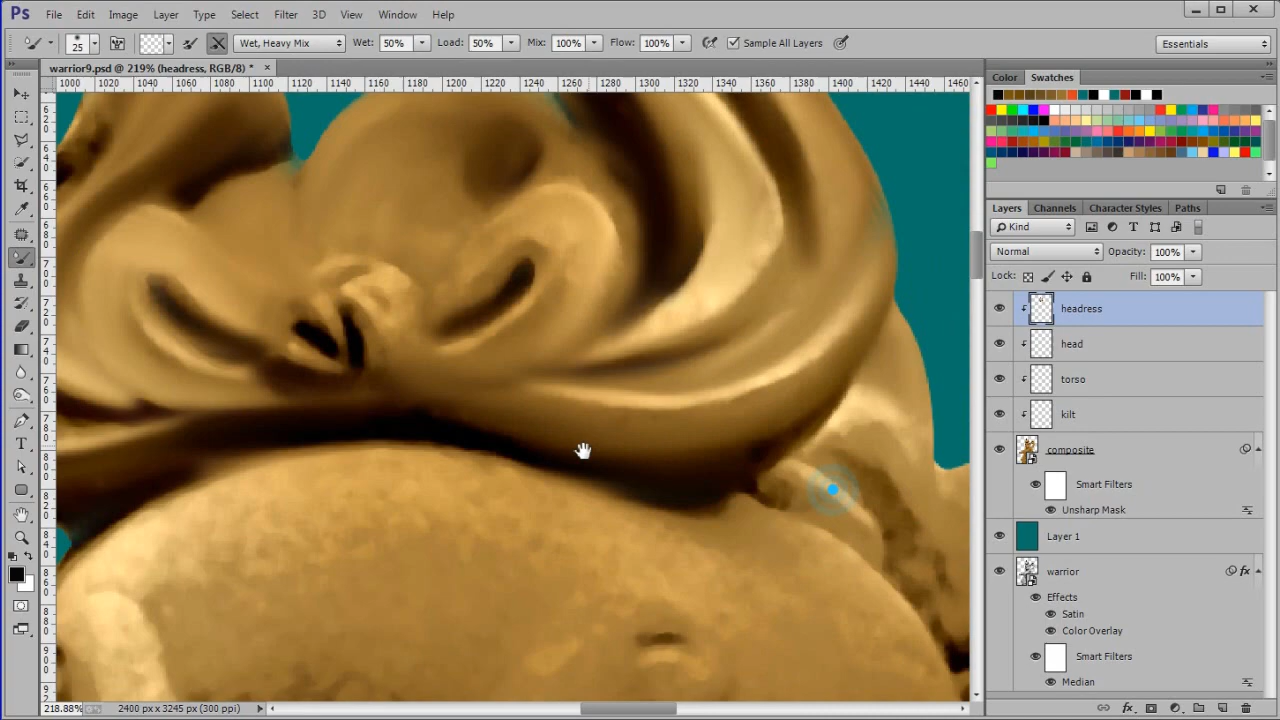 Ps File Edit Image Layer Type Select Filter 3D View Window Help
25 Wet, Heavy Mix Wet: 50% Load: 50% Mix: 100% Flow: 100% Sample All Layers Essentials
warrior9.psd @ 219% (headress, RGB/8) * ×
1000 1020 1040 1060 1080 1100 1120 1140 1160 1180 1200 1220 1240 1260 1280 1300 1320 1340 1360 1380 1400 1420 1440 1460
Color Swatches
Layers Channels Character Styles Paths
Kind
Normal Opacity: 100%
Lock: Fill: 100%
headress
head
torso
kilt
composite
Smart Filters
Unsharp Mask
Layer 1
warrior fx
Effects
Satin
Color Overlay
Smart Filters
Median
218.88% 2400 px x 3245 px (300 ppi)